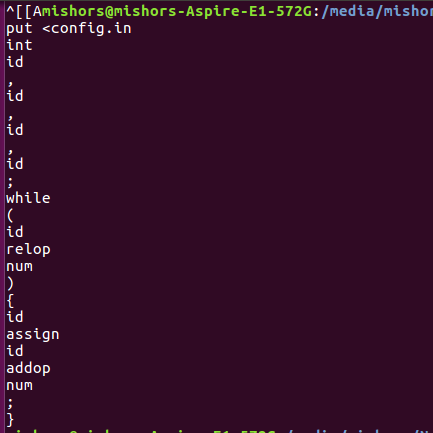 ^[[Amishors@mishors-Aspire-E1-572G:/media/mishor
put <config.in
int
id
,
id
,
id
,
id
;
while
(
id
relop
num
)
{
id
assign
id
addop
num
;
}